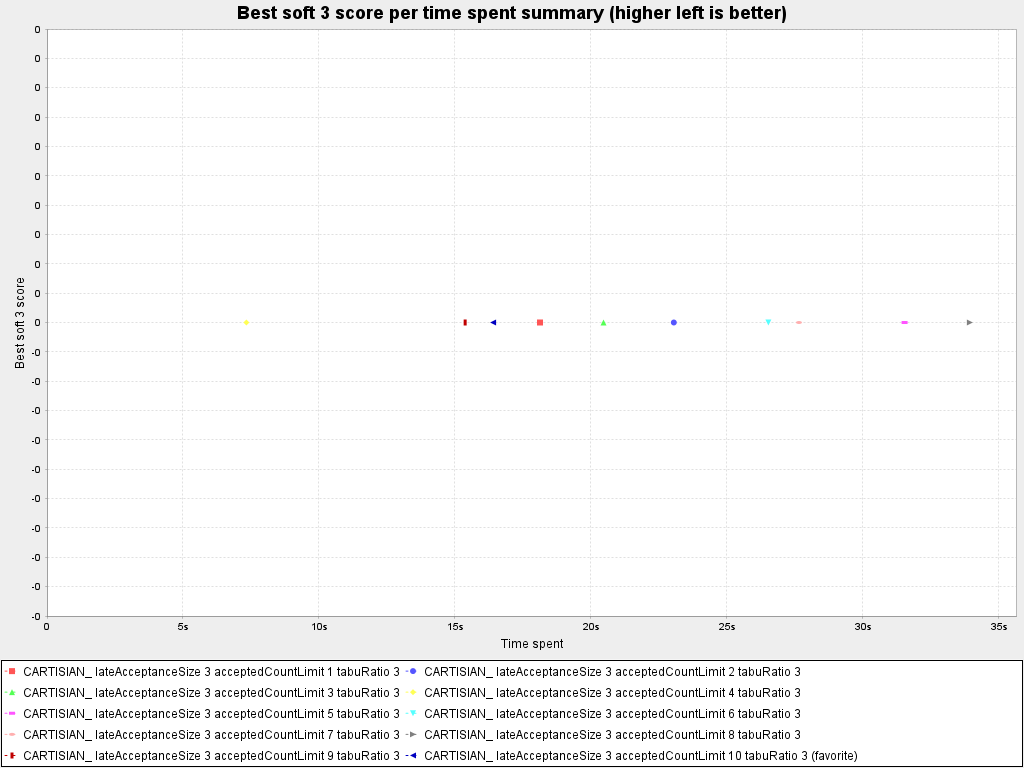 Best soft 3 score per time spent summary (higher left is better)
0
0
0
0
0
0
0
0
0
0
0
-0
-0
-0
-0
-0
-0
-0
-0
-0
-0
Best soft 3 score
0
5s
10s
15s
20s
25s
30s
35s
Time spent
CARTISIAN_ lateAcceptanceSize 3 acceptedCountLimit 1 tabuRatio 3
CARTISIAN_ lateAcceptanceSize 3 acceptedCountLimit 2 tabuRatio 3
CARTISIAN_ lateAcceptanceSize 3 acceptedCountLimit 3 tabuRatio 3
CARTISIAN_ lateAcceptanceSize 3 acceptedCountLimit 4 tabuRatio 3
CARTISIAN_ lateAcceptanceSize 3 acceptedCountLimit 5 tabuRatio 3
CARTISIAN_ lateAcceptanceSize 3 acceptedCountLimit 6 tabuRatio 3
CARTISIAN_ lateAcceptanceSize 3 acceptedCountLimit 7 tabuRatio 3
CARTISIAN_ lateAcceptanceSize 3 acceptedCountLimit 8 tabuRatio 3
CARTISIAN_ lateAcceptanceSize 3 acceptedCountLimit 9 tabuRatio 3
CARTISIAN_ lateAcceptanceSize 3 acceptedCountLimit 10 tabuRatio 3 (favorite)